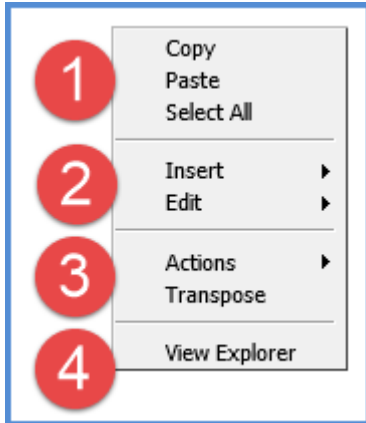 1
Copy
Paste
Select All
2
Insert
Edit
3
Actions
Transpose
4
View Explorer